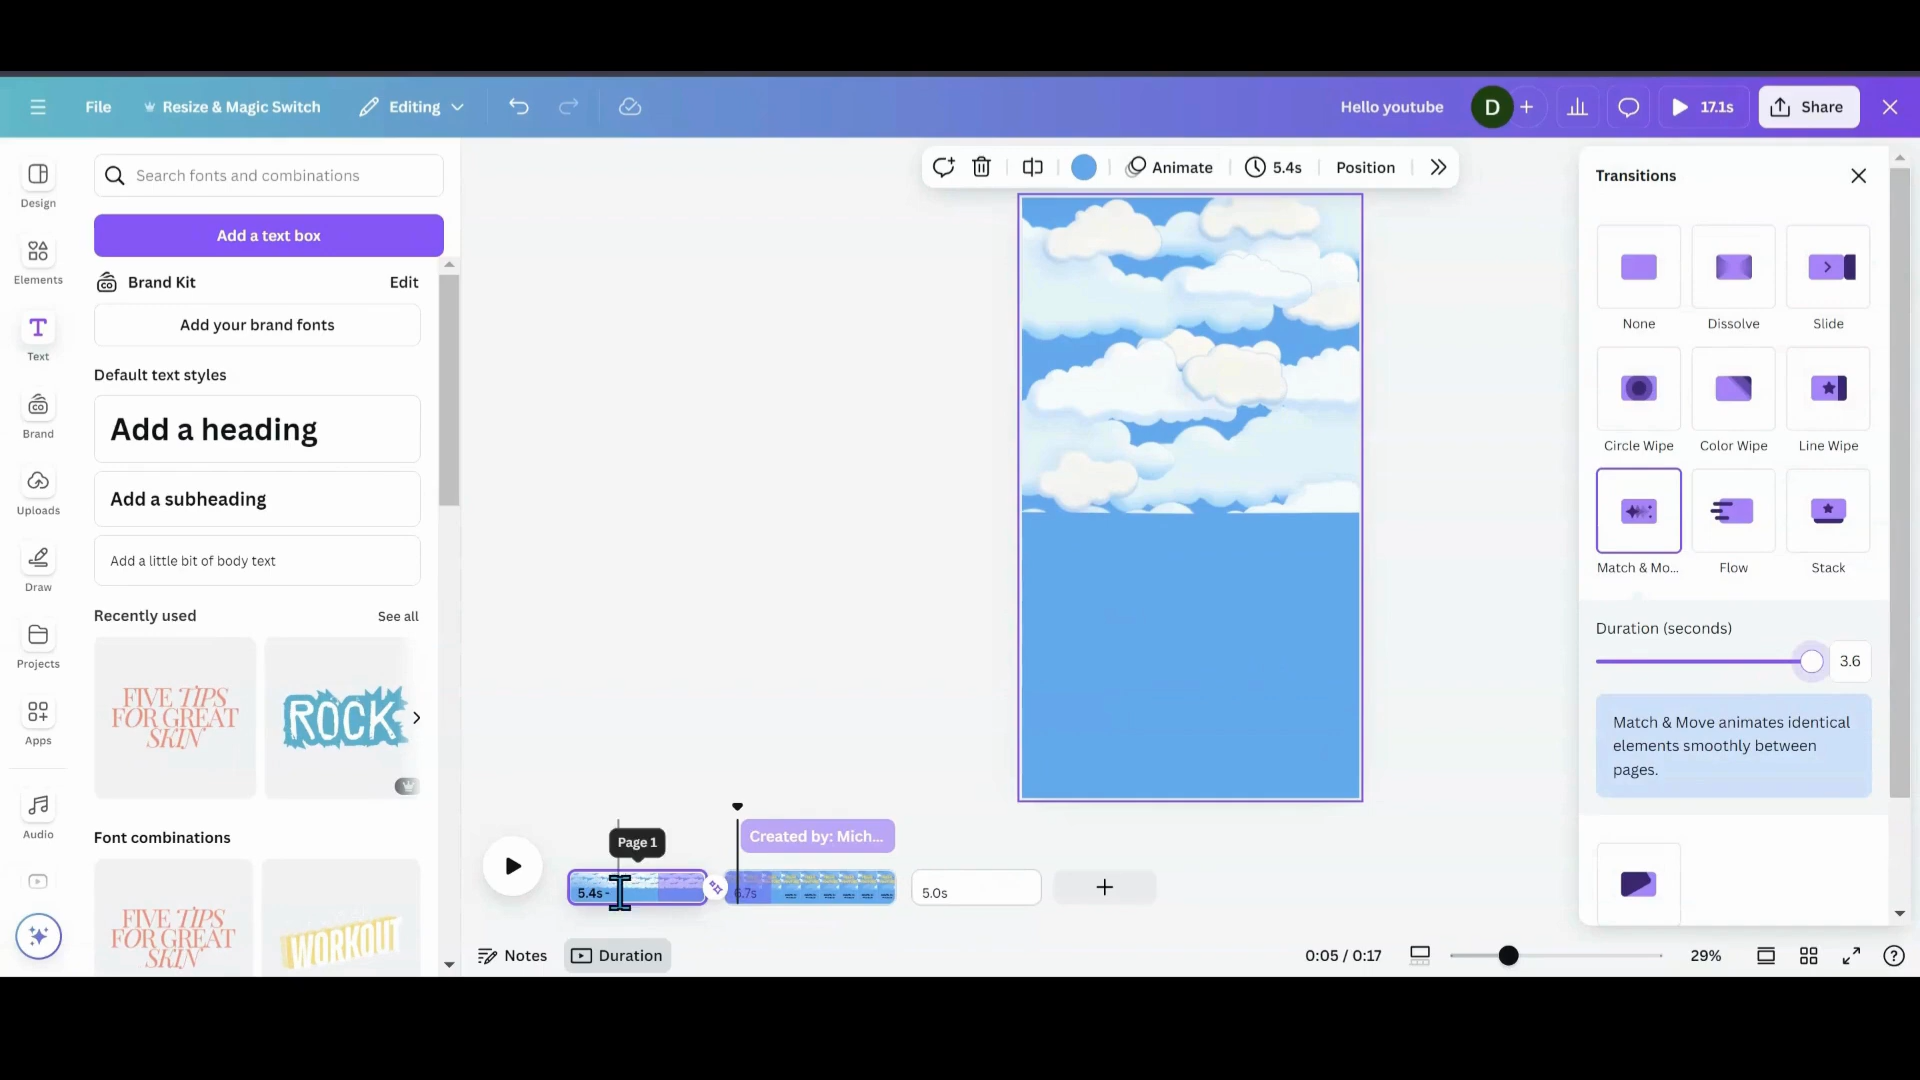 File
Resize & Magic Switch
Editing
Hello youtube
D
17.1s
Share
Design
Elements
Text
Brand
Uploads
Draw
Projects
Apps
Audio
Search fonts and combinations
Add a text box
Brand Kit
Edit
Add your brand fonts
Default text styles
Add a heading
Add a subheading
Add a little bit of body text
Recently used
See all
FIVE TIPS
FOR GREAT
SKIN
ROCK
Font combinations
FIVE TIPS
FOR GREAT
SKIN
WORKOUT
Animate
5.4s
Position
Page 1
Created by: Mich...
5.4s
6.7s
5.0s
Notes
Duration
0:05 / 0:17
29%
Transitions
None
Dissolve
Slide
Circle Wipe
Color Wipe
Line Wipe
Match & Mo...
Flow
Stack
Duration (seconds)
3.6
Match & Move animates identical
elements smoothly between
pages.